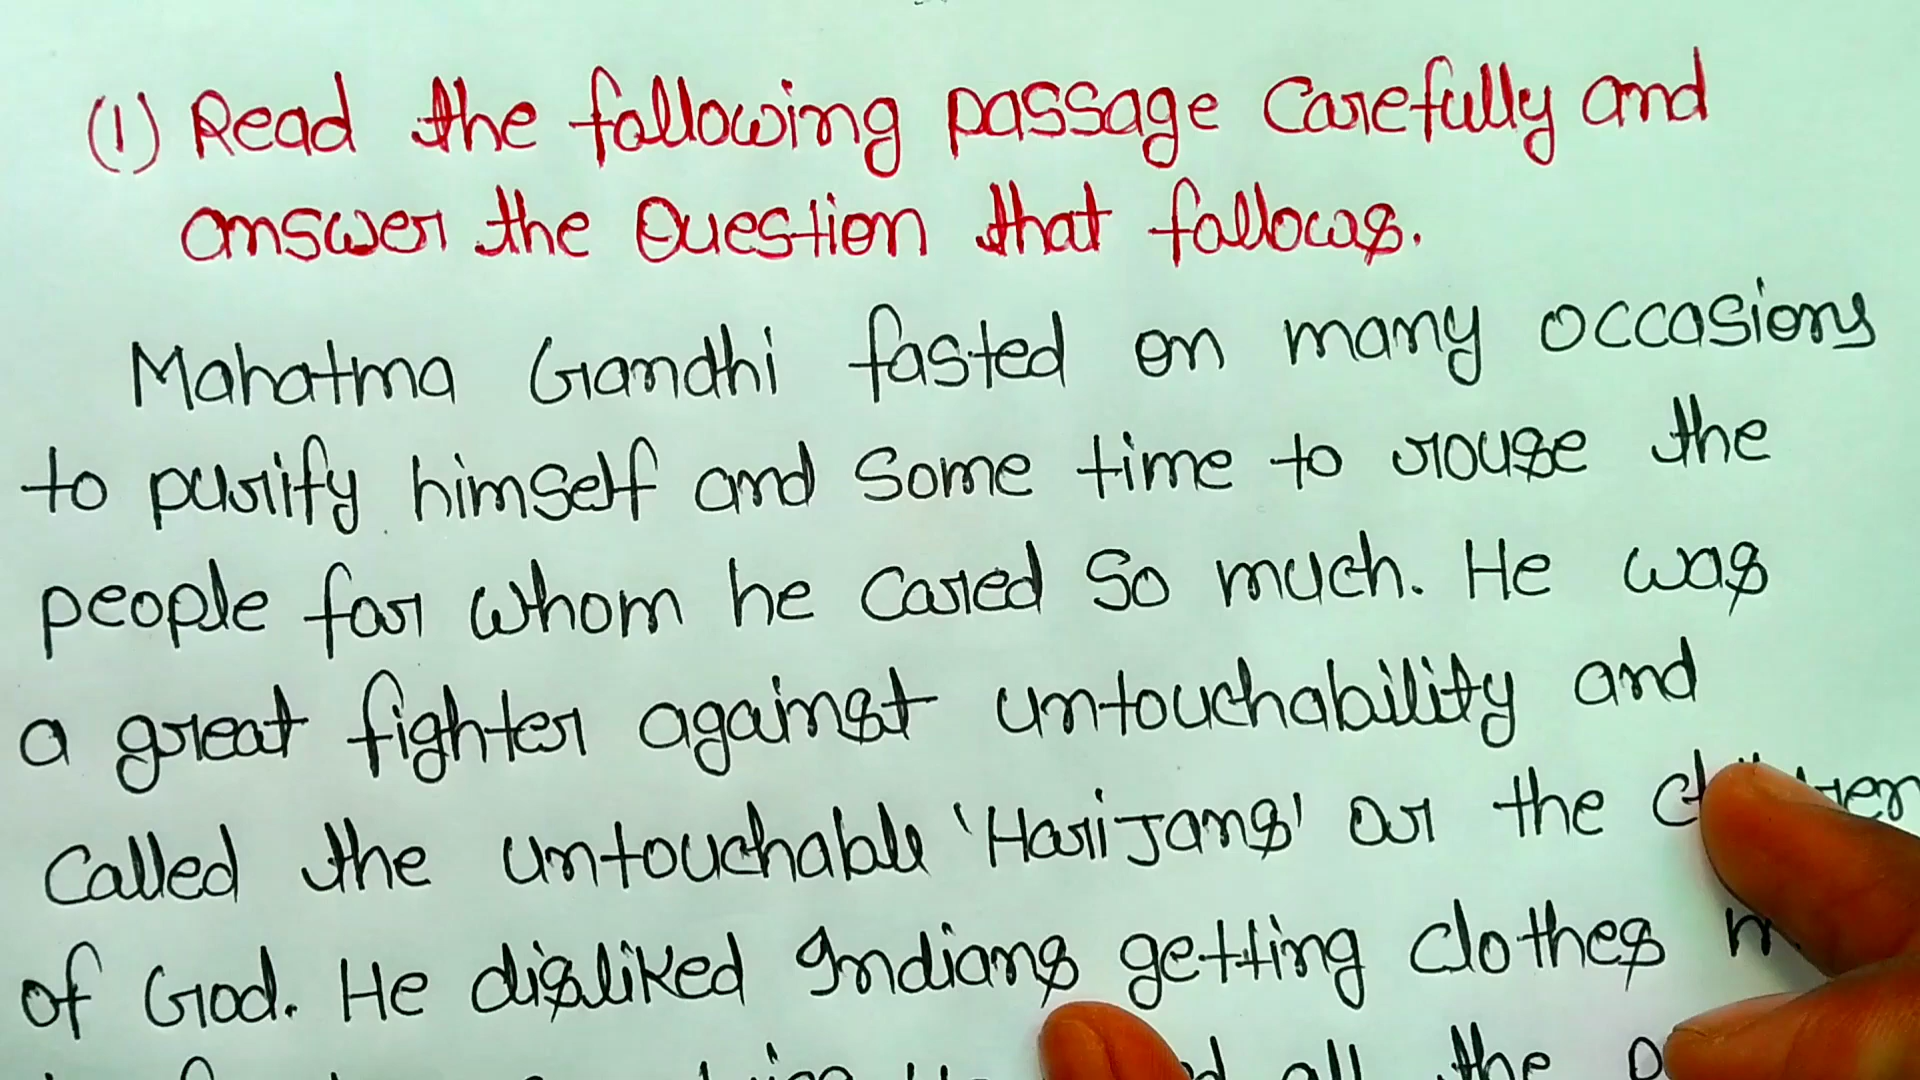 (1) Read the following passage Carefully and
answer the Question that follows.
Mahatma Gandhi fasted on many occasions
to purify himself and Some time to rouse the
people for whom he cared So much. He was
a great fighter against untouchability and
Called the untouchable 'Harijans' or the
of God. He disliked Indians getting clothes
all the